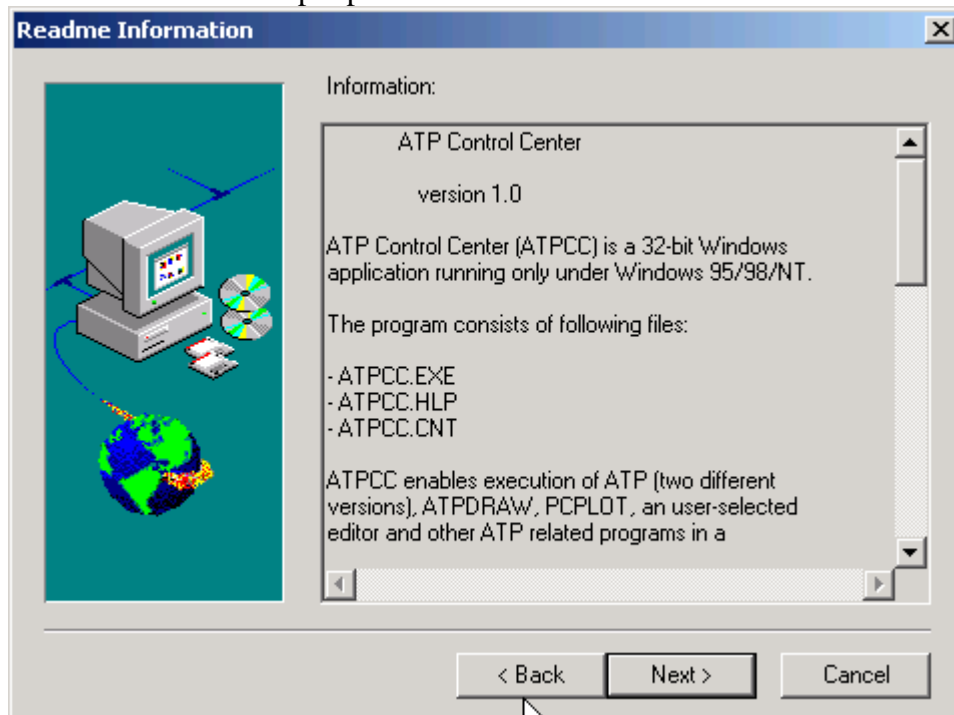 Readme Information
Information:
ATP Control Center
version 1.0
ATP Control Center (ATPCC) is a 32-bit Windows
application running only under Windows 95/98/NT.
The program consists of following files:
- ATPCC.EXE
- ATPCC.HLP
- ATPCC.CNT
ATPCC enables execution of ATP (two different
versions), ATPDRAW, PCPLOT, an user-selected
editor and other ATP related programs in a
< Back
Next >
Cancel